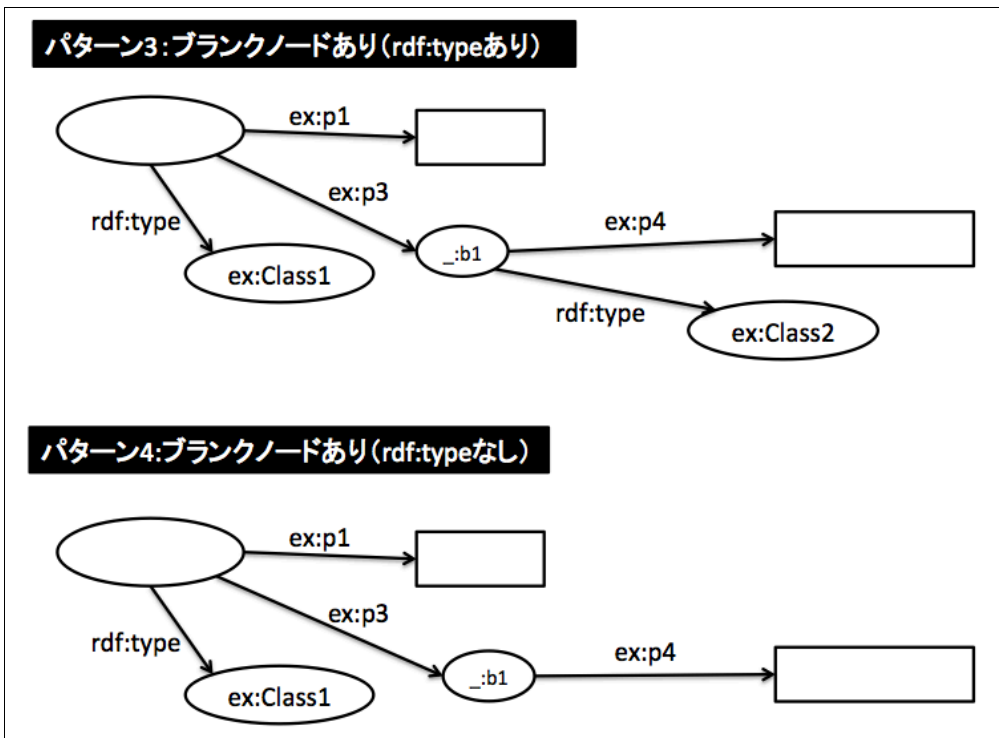 パターン3：ブランクノードあり（rdf:typeあり）
ex:p1
ex:p3
rdf:type
ex:p4
_:b1
ex:Class1
rdf:type
ex:Class2
パターン4:ブランクノードあり（rdf:typeなし）
ex:p1
ex:p3
rdf:type
ex:p4
_:b1
ex:Class1